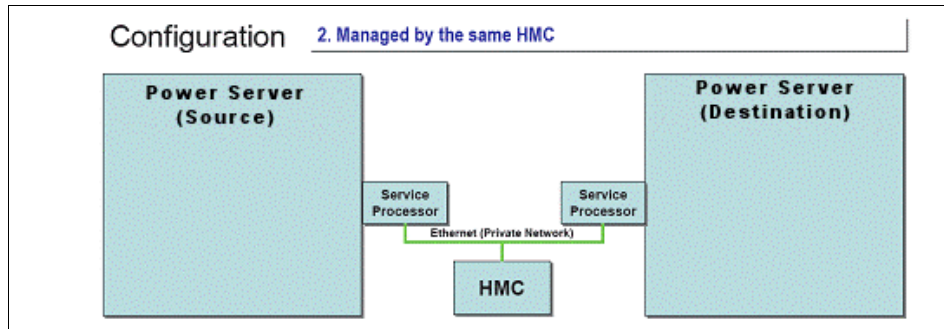 Configuration 2. Managed by the same HMC
Power Server
(Source)
Power Server
(Destination)
Service
Processor
Service
Processor
Ethernet (Private Network)
HMC